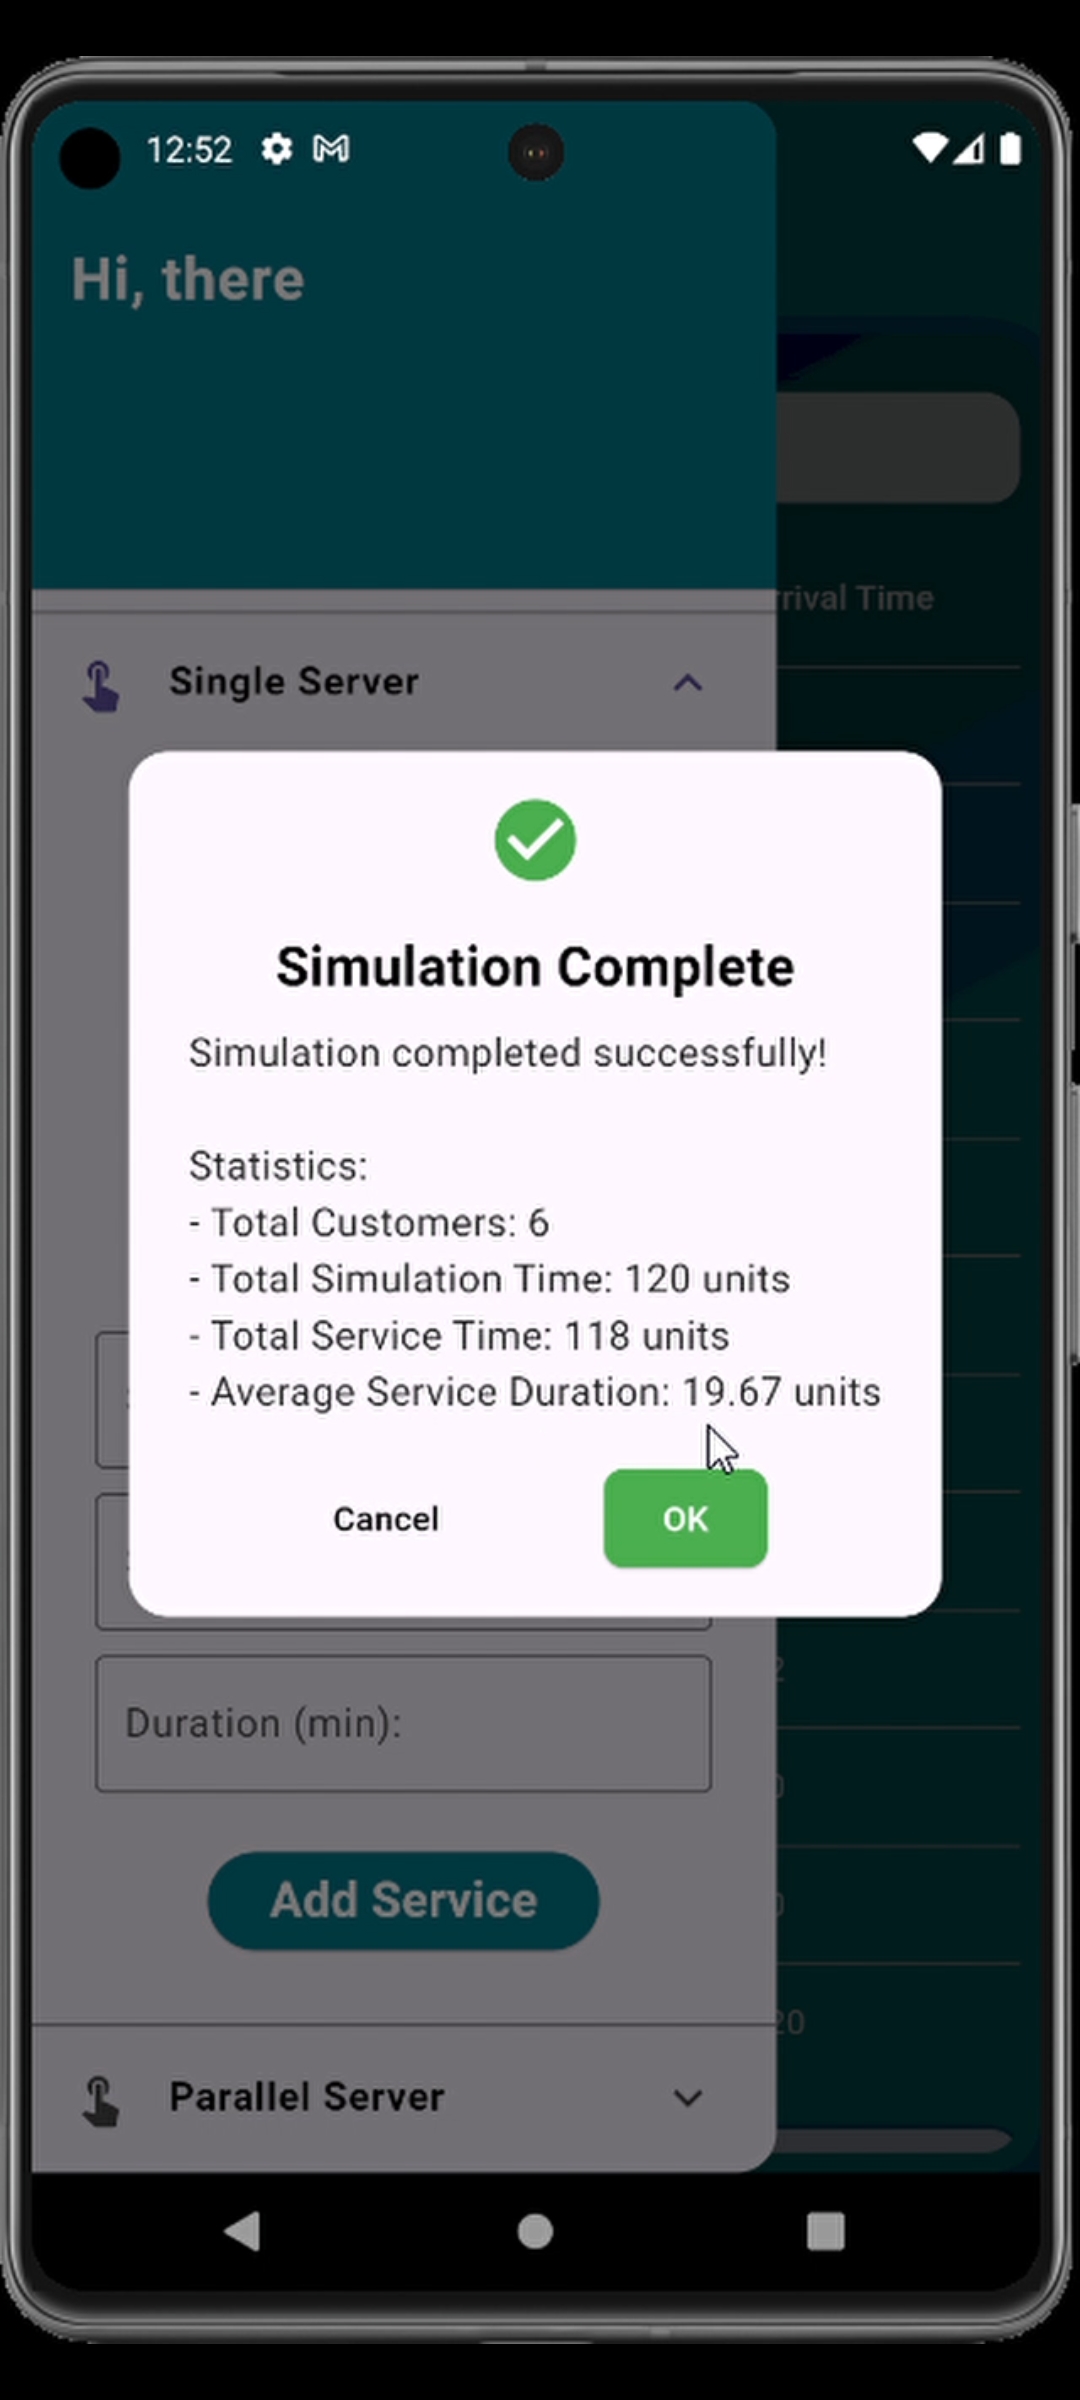 12:52
Hi, there
rrival Time
Single Server
Simulation Complete
Simulation completed successfully!
Statistics:
- Total Customers: 6
- Total Simulation Time: 120 units
- Total Service Time: 118 units
- Average Service Duration: 19.67 units
Cancel
OK
Duration (min):
Add Service
20
Parallel Server